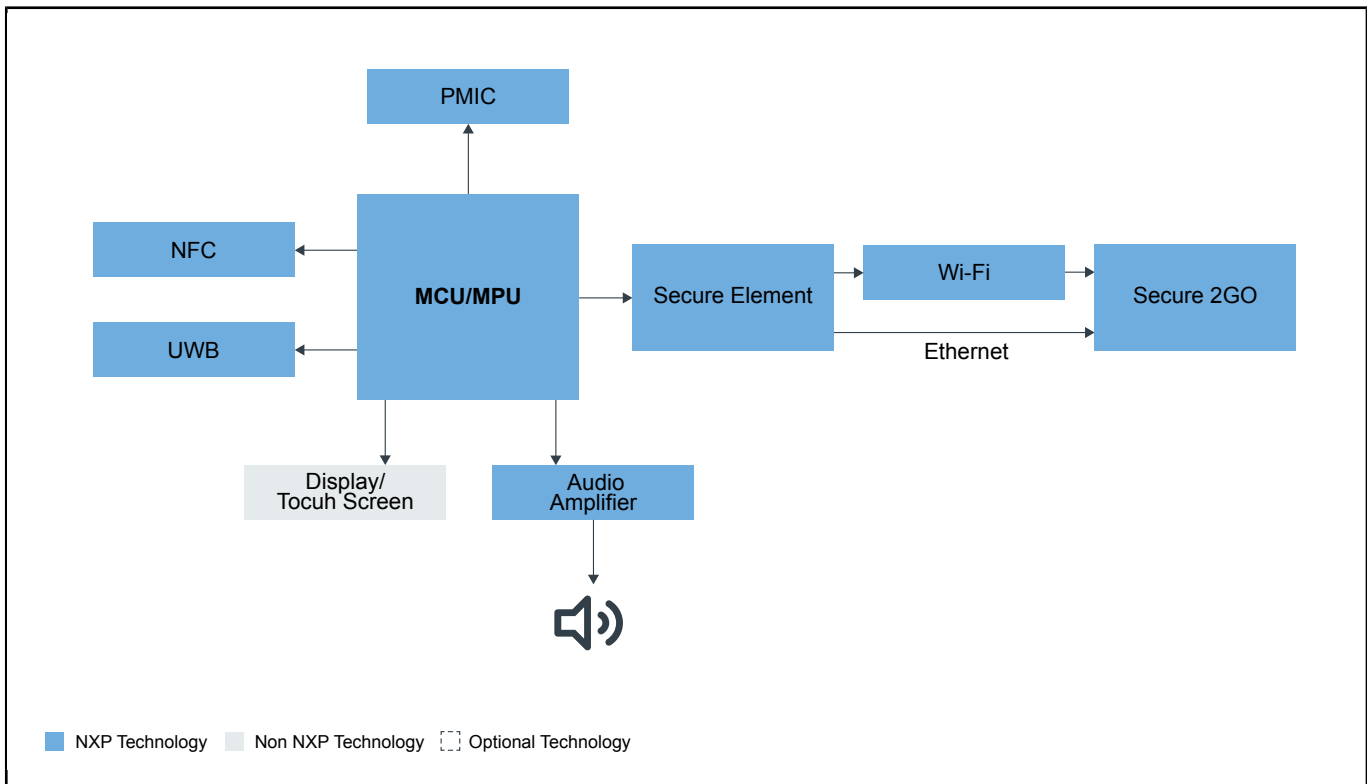 PMIC
NFC
MCU/MPU
Secure Element
Wi-Fi
Secure 2GO
UWB
Ethernet
Display/
Tocuh Screen
Audio
Amplifier
NXP Technology
Non NXP Technology
Optional Technology